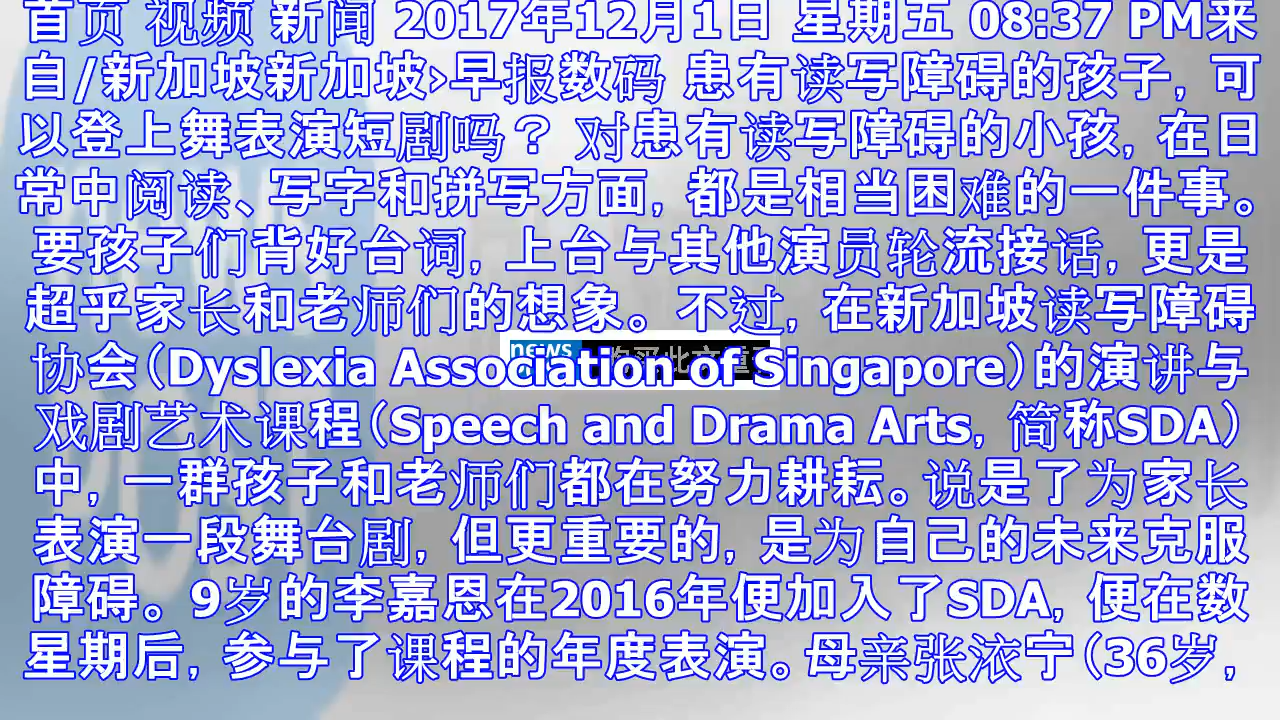 首页 视频 新闻 2017年12月1日 星期五 08:37 PM来
自/新加坡新加坡>早报数码 患有读写障碍的孩子，可
以登上舞表演短剧吗？ 对患有读写障碍的小孩，在日
常中阅读、写字和拼写方面，都是相当困难的一件事。
要孩子们背好台词，上台与其他演员轮流接话，更是
超乎家长和老师们的想象。不过，在新加坡读写障碍
协会（Dyslexia Association of Singapore）的演讲与
news
戏剧艺术课程（Speech and Drama Arts，简称SDA）
中，一群孩子和老师们都在努力耕耘。说是了为家长
表演一段舞台剧，但更重要的，是为自己的未来克服
障碍。9岁的李嘉恩在2016年便加入了SDA，便在数
星期后，参与了课程的年度表演。母亲张浓宁（36岁，